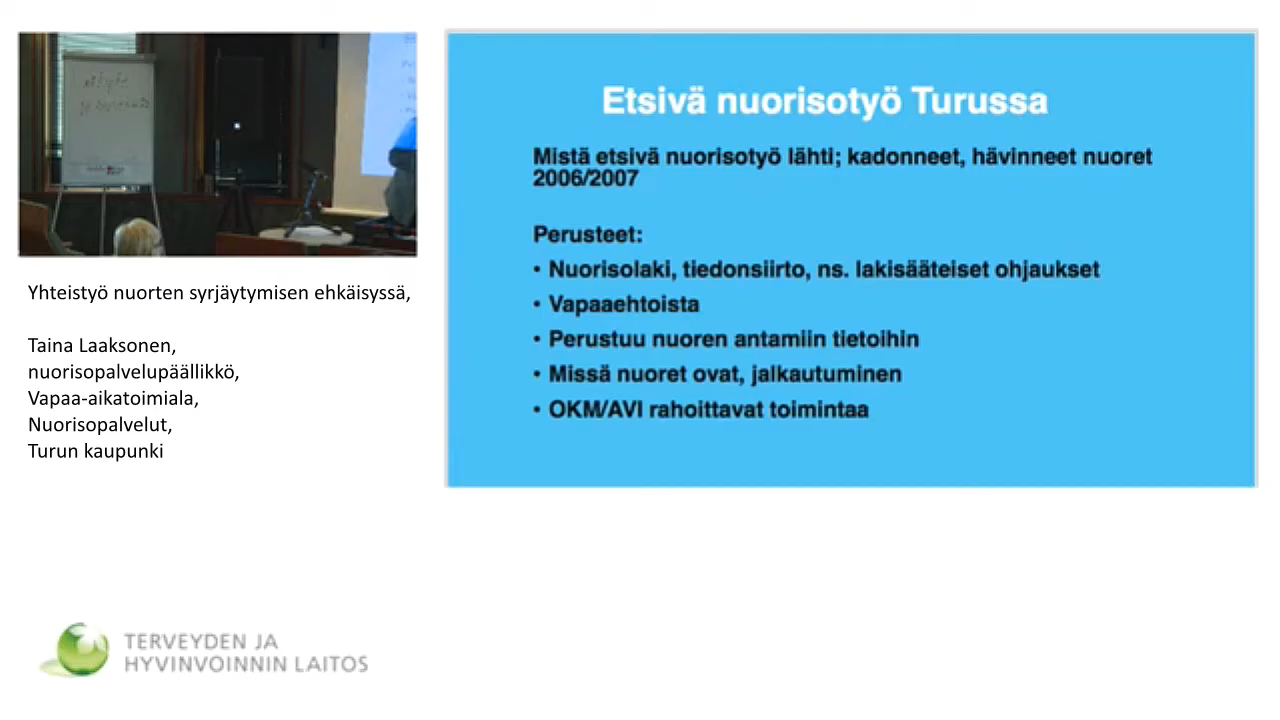 Yhteistyö nuorten syrjäytymisen ehkäisyssä,
Taina Laaksonen,
nuorisopalvelupäällikkö,
Vapaa-aikatoimiala,
Nuorisopalvelut,
Turun kaupunki
Etsivä nuorisotyö Turussa
Mistä etsivä nuorisotyö lähti; kadonneet, hävinneet nuoret
2006/2007
Perusteet:
• Nuorisolaki, tiedonsiirto, ns. lakisääteiset ohjaukset
• Vapaaehtoista
• Perustuu nuoren antamiin tietoihin
• Missä nuoret ovat, jalkautuminen
• OKM/AVI rahoittavat toimintaa
TERVEYDEN JA
HYVINVOINNIN LAITOS